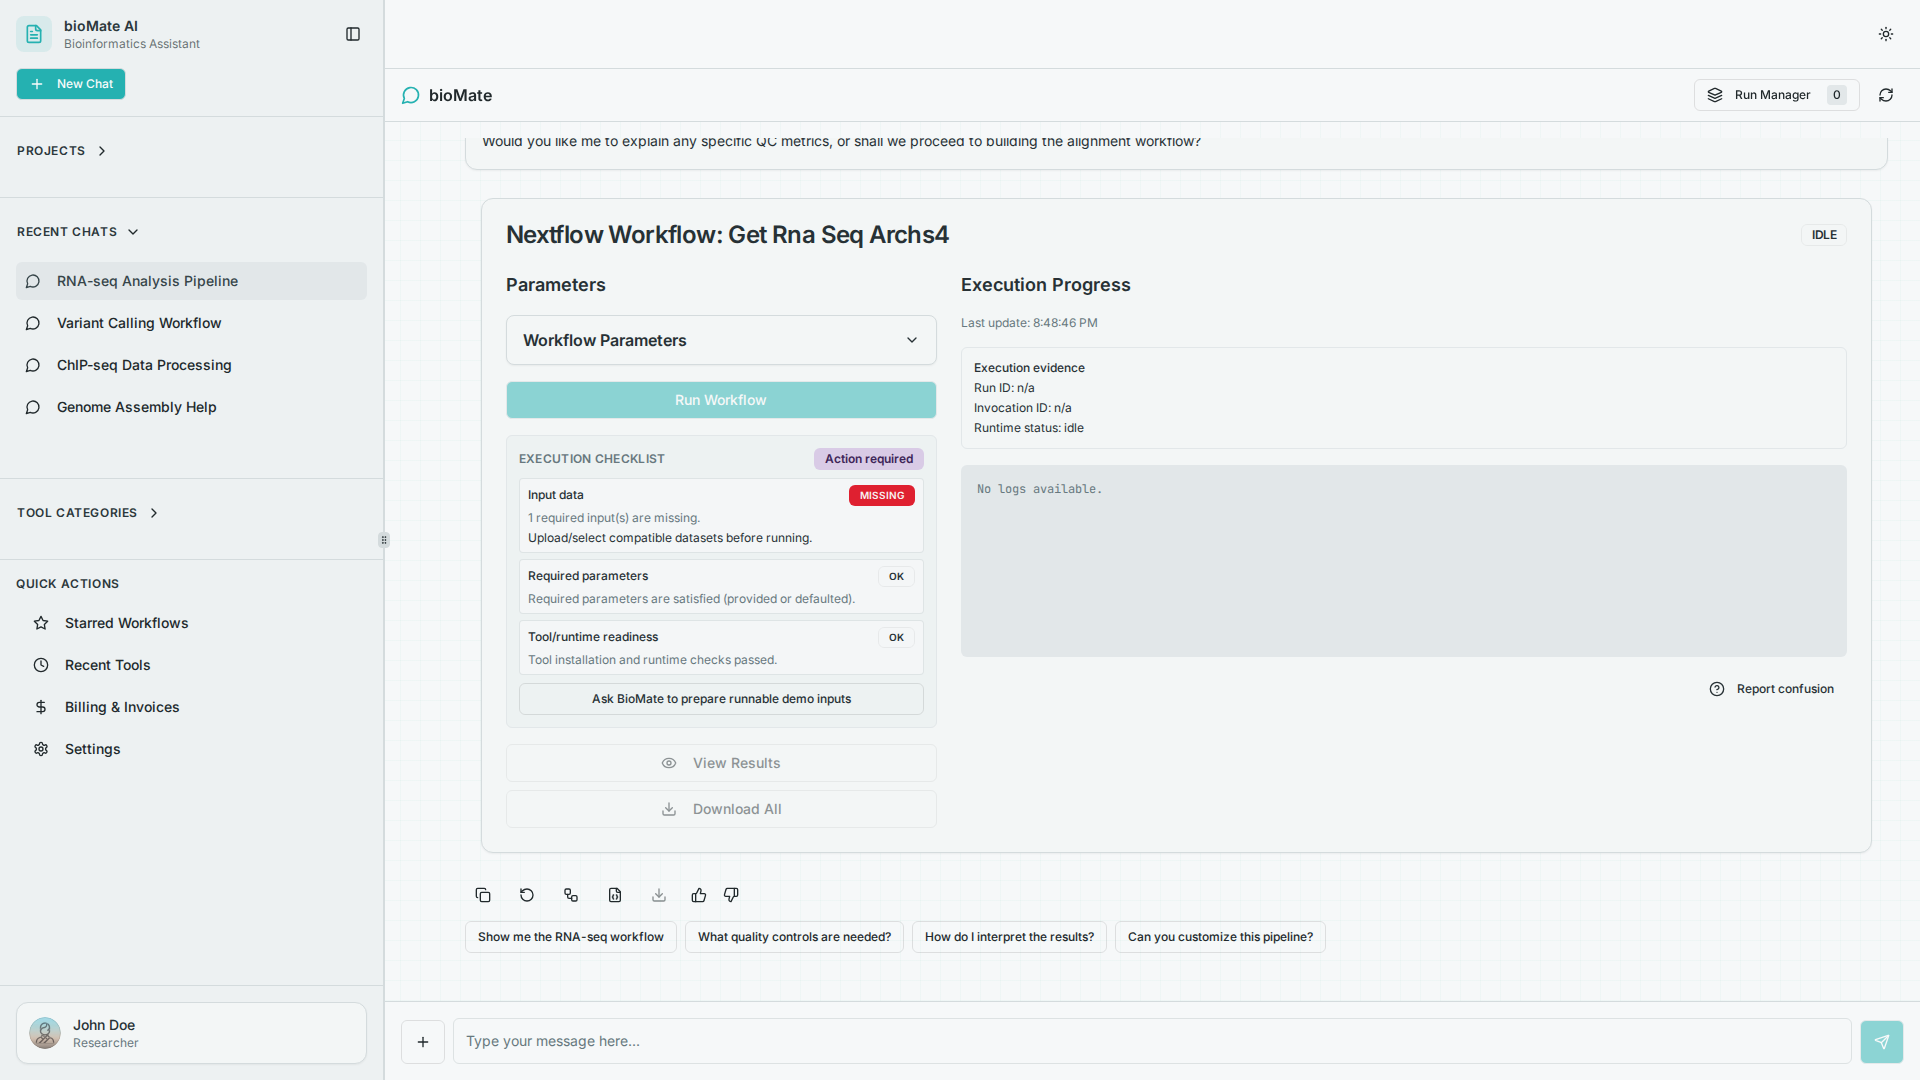 bioMate AI
Bioinformatics Assistant
New Chat
PROJECTS
RECENT CHATS
RNA-seq Analysis Pipeline
Variant Calling Workflow
ChIP-seq Data Processing
Genome Assembly Help
TOOL CATEGORIES
QUICK ACTIONS
Starred Workflows
Recent Tools
Billing & Invoices
Settings
John Doe
Researcher
bioMate
Run Manager 0
Would you like me to explain any specific QC metrics, or shall we proceed to building the alignment workflow?
Nextflow Workflow: Get Rna Seq Archs4
IDLE
Parameters
Workflow Parameters
Run Workflow
EXECUTION CHECKLIST
Action required
Input data
MISSING
1 required input(s) are missing.
Upload/select compatible datasets before running.
Required parameters
OK
Required parameters are satisfied (provided or defaulted).
Tool/runtime readiness
OK
Tool installation and runtime checks passed.
Ask BioMate to prepare runnable demo inputs
View Results
Download All
Execution Progress
Last update: 8:48:46 PM
Execution evidence
Run ID: n/a
Invocation ID: n/a
Runtime status: idle
No logs available.
Report confusion
Show me the RNA-seq workflow
What quality controls are needed?
How do I interpret the results?
Can you customize this pipeline?
Type your message here...